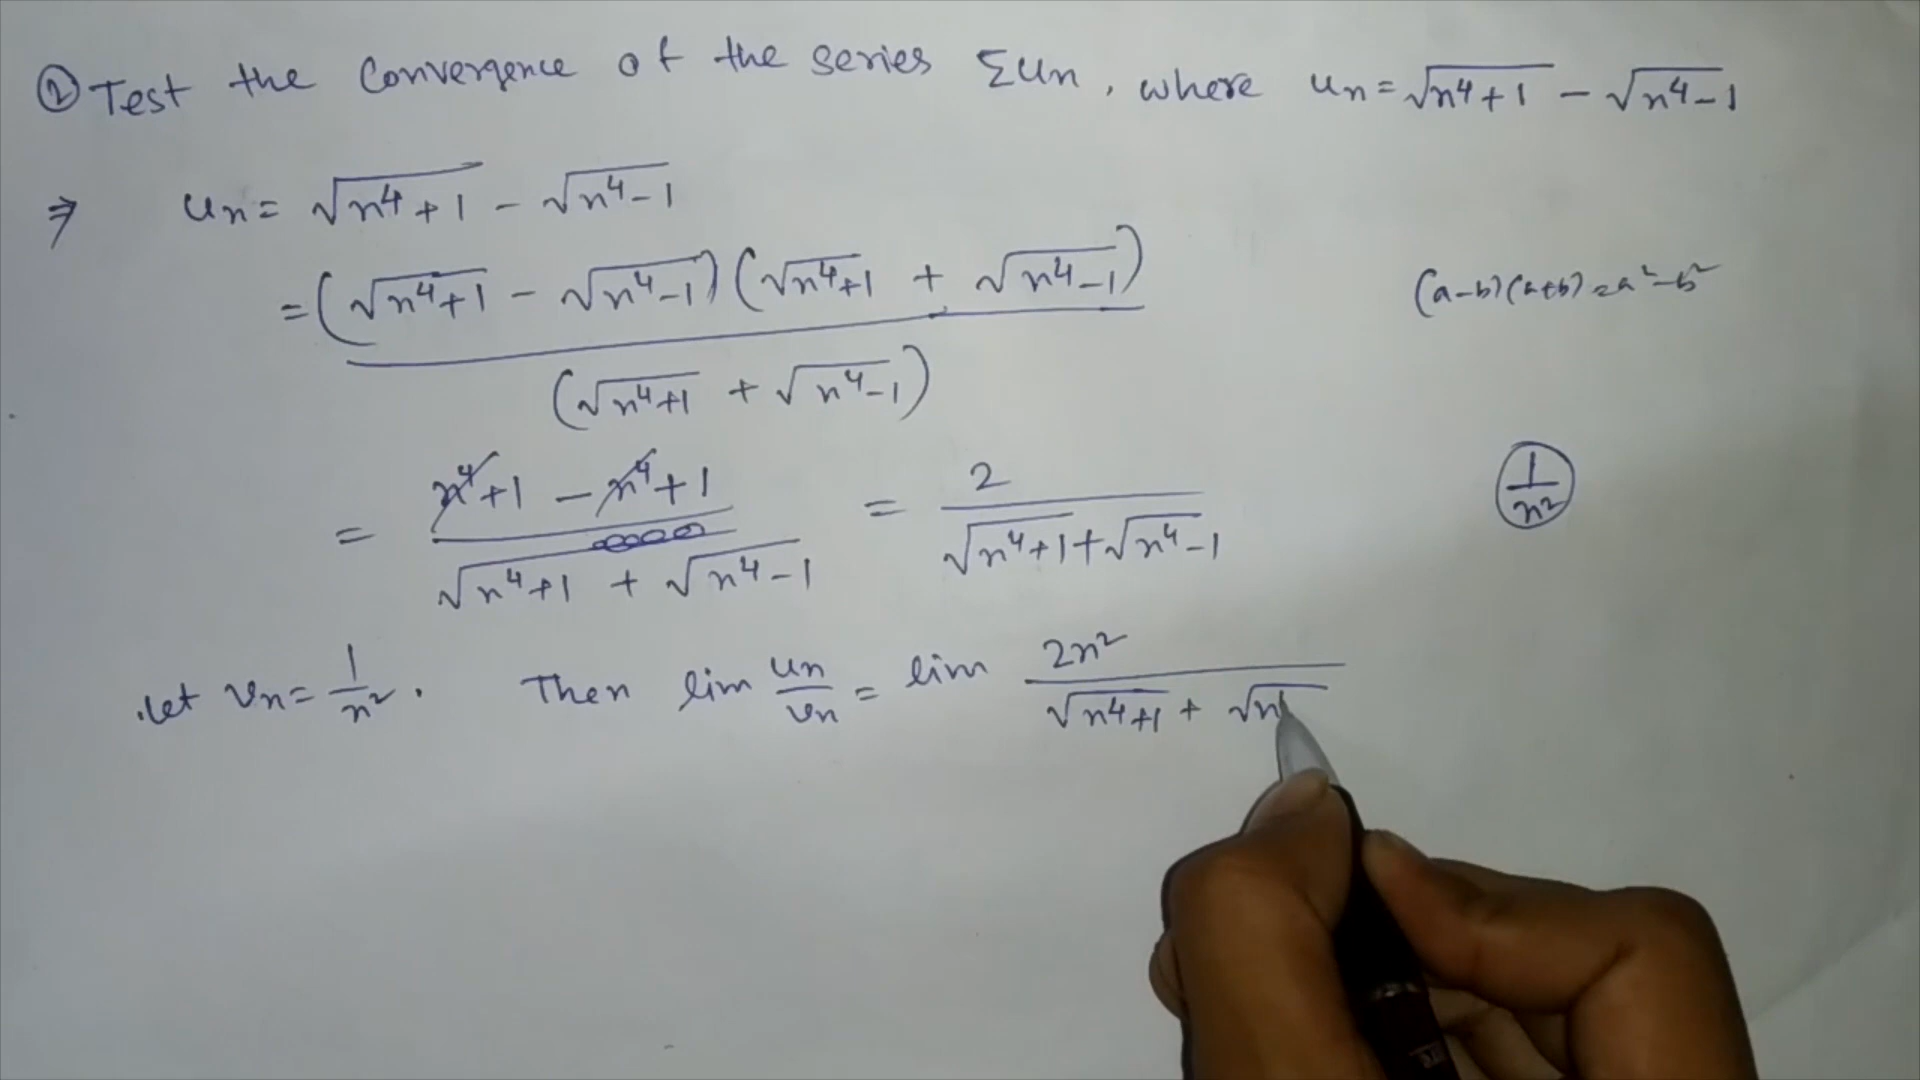 ② Test the Convergence of the series Σun, where un = √n⁴+1 − √n⁴−1
⇒ un = √n⁴+1 − √n⁴−1
= (√n⁴+1 − √n⁴−1)(√n⁴+1 + √n⁴−1) / (√n⁴+1 + √n⁴−1)
(a−b)(a+b) = a²−b²
= n⁴+1 − n⁴+1 / √n⁴+1 + √n⁴−1 = 2 / √n⁴+1 + √n⁴−1
1/n²
Let vn = 1/n². Then lim un/vn = lim 2n² / √n⁴+1 + √n